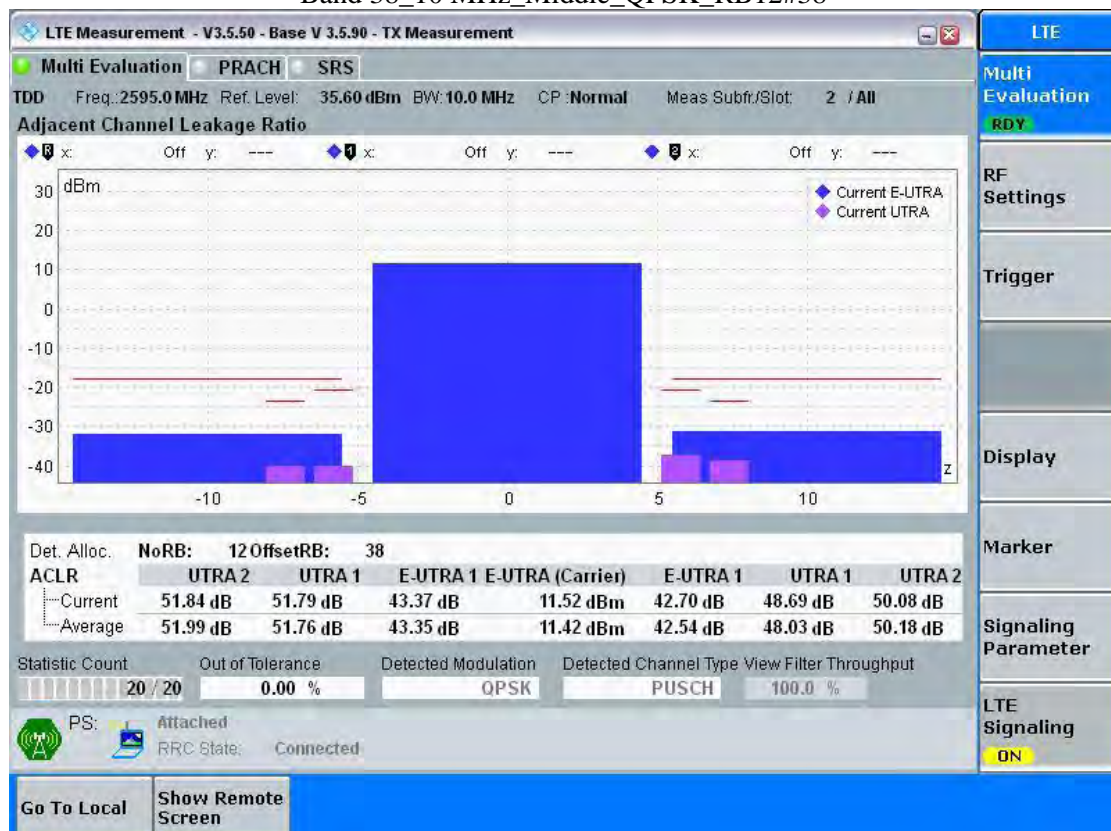 Band 38_10 MHz_Middle_QPSK_RB12#38
LTE Measurement - V3.5.50 - Base V 3.5.90 - TX Measurement
Multi Evaluation PRACH SRS
TDD Freq.:2595.0 MHz Ref. Level: 35.60 dBm BW:10.0 MHz CP :Normal Meas Subfr./Slot: 2 / All
Adjacent Channel Leakage Ratio
R x: Off y: --- 1 x: Off y: --- 2 x: Off y: ---
dBm
Current E-UTRA
Current UTRA
30
20
10
0
-10
-20
-30
-40
z
-10 -5 0 5 10
Det. Alloc. NoRB: 12 OffsetRB: 38
ACLR UTRA 2 UTRA 1 E-UTRA 1 E-UTRA (Carrier) E-UTRA 1 UTRA 1 UTRA 2
Current 51.84 dB 51.79 dB 43.37 dB 11.52 dBm 42.70 dB 48.69 dB 50.08 dB
Average 51.99 dB 51.76 dB 43.35 dB 11.42 dBm 42.54 dB 48.03 dB 50.18 dB
Statistic Count Out of Tolerance Detected Modulation Detected Channel Type View Filter Throughput
20 / 20 0.00 % QPSK PUSCH 100.0 %
PS: Attached
RRC State: Connected
LTE
Multi
Evaluation
RDY
RF
Settings
Trigger
Display
Marker
Signaling
Parameter
LTE
Signaling
ON
Go To Local
Show Remote
Screen